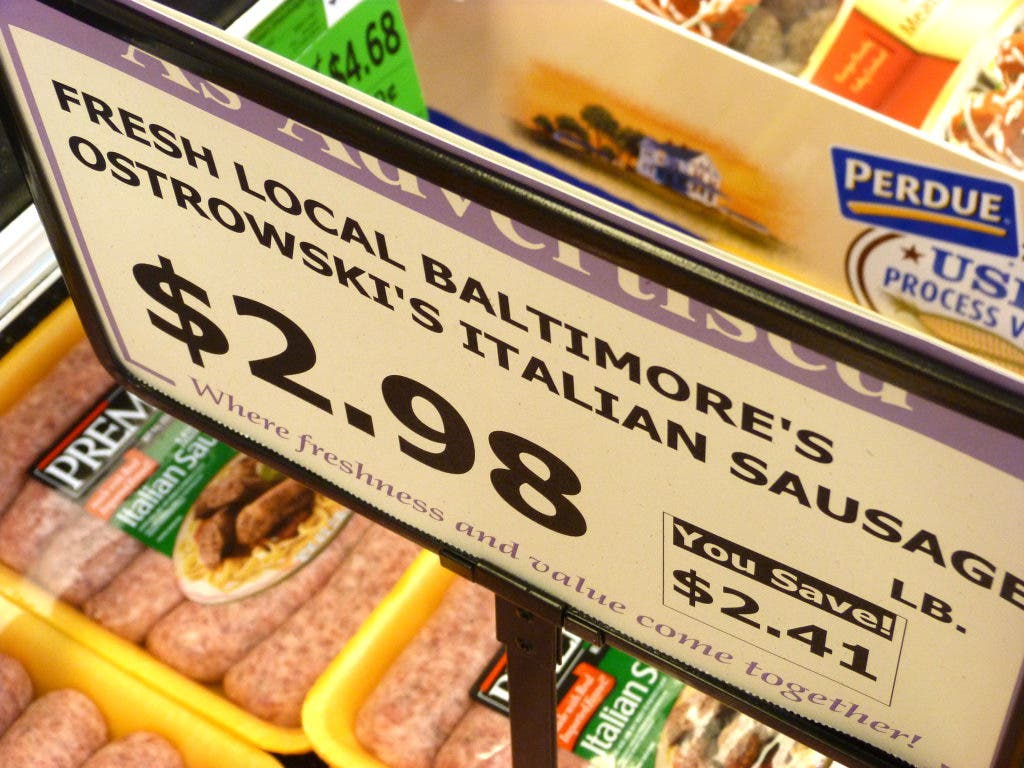 $4.68
As Advertised
FRESH LOCAL BALTIMORE'S
OSTROWSKI'S ITALIAN SAUSAGE
$2.98
LB.
You Save!
$2.41
Where freshness and value come together!
PERDUE
PROCESS
PREM
Italian Sau
Italian S